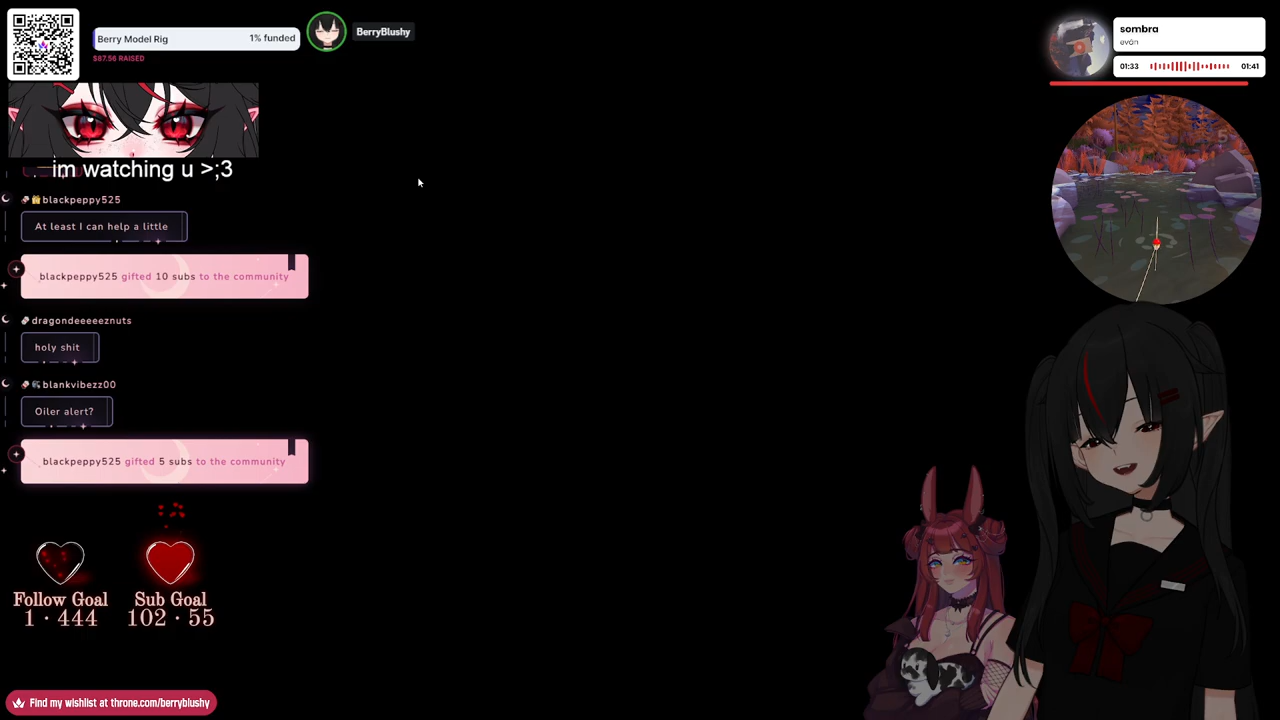 Berry Model Rig 1% funded
$87.56 RAISED
BerryBlushy
sombra
eván
01:33 01:41
im watching u >;3
blackpeppy525
At least I can help a little
blackpeppy525 gifted 10 subs to the community
dragondeeeeeznuts
holy shit
blankvibezz00
Oiler alert?
blackpeppy525 gifted 5 subs to the community
Follow Goal
1 · 444
Sub Goal
102 · 55
Find my wishlist at throne.com/berryblushy